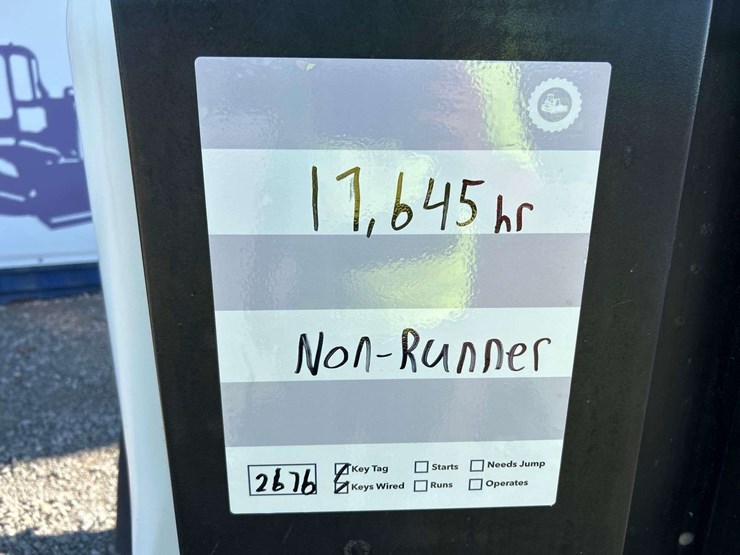 17,645 hr
Non-Runner
2676 Key Tag Starts Needs Jump
Keys Wired Runs Operates